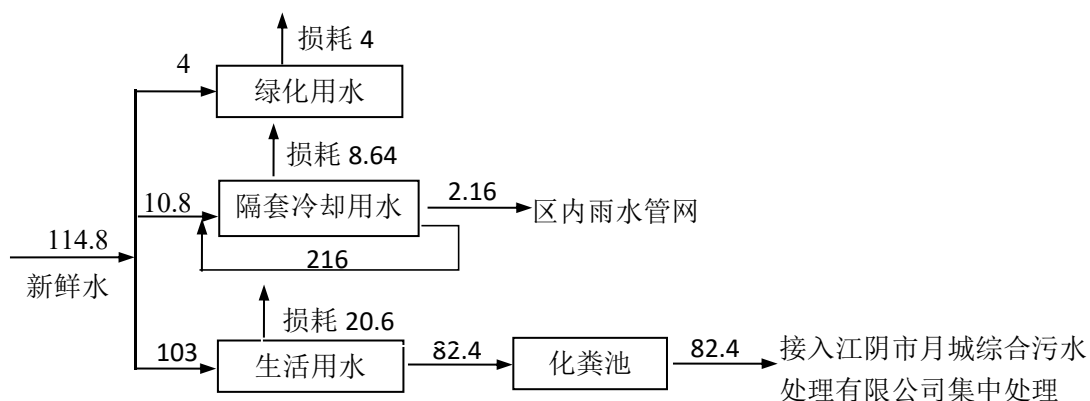 损耗 4
4
绿化用水
损耗 8.64
10.8
隔套冷却用水
2.16
区内雨水管网
114.8
新鲜水
216
损耗 20.6
103
生活用水
82.4
化粪池
82.4
接入江阴市月城综合污水
处理有限公司集中处理